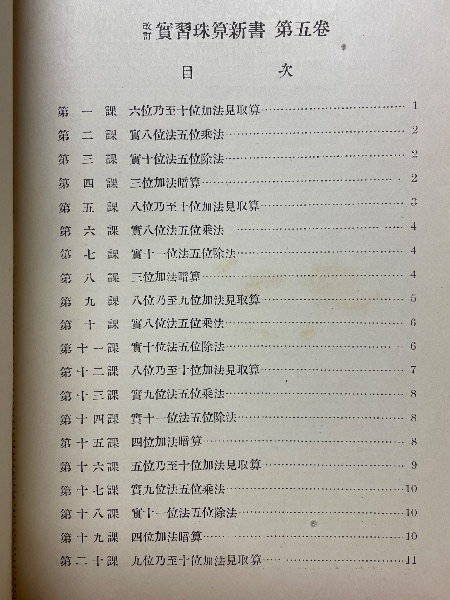 改訂 實習珠算新書 第五卷
目 次
第一課 六位乃至十位加法見取算 1
第二課 實八位法五位乘法 2
第三課 實十位法五位除法 2
第四課 三位加法暗算 2
第五課 八位乃至十位加法見取算 3
第六課 實八位法五位乘法 4
第七課 實十一位法五位除法 4
第八課 三位加法暗算 4
第九課 八位乃至九位加法見取算 5
第十課 實八位法五位乘法 6
第十一課 實十位法五位除法 6
第十二課 八位乃至十位加法見取算 7
第十三課 實九位法五位乘法 8
第十四課 實十一位法五位除法 8
第十五課 四位加法暗算 8
第十六課 五位乃至十位加法見取算 9
第十七課 實九位法五位乘法 10
第十八課 實十一位法五位除法 10
第十九課 四位加法暗算 10
第二十課 九位乃至十位加法見取算 11